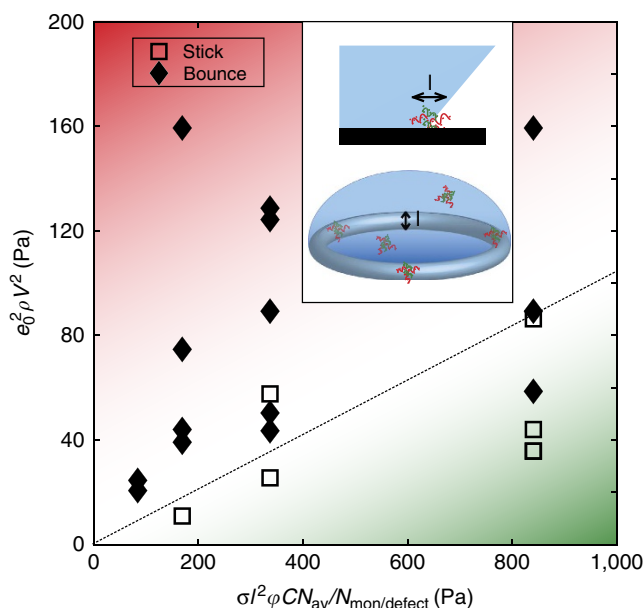 200
160
120
80
40
0
e₀²ρV² (Pa)
Stick
Bounce
l
l
0
200
400
600
800
1,000
σl²φCN_av/N_mon/defect (Pa)